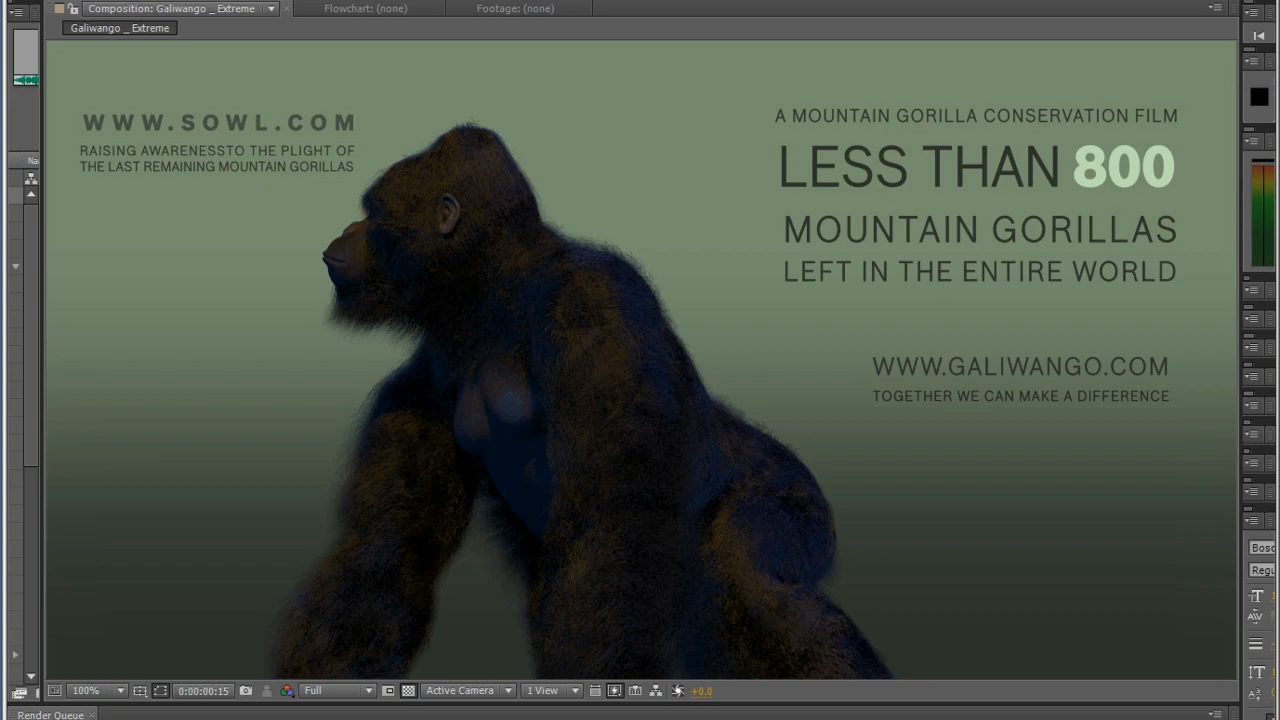 Composition: Galiwango _ Extreme
Flowchart: (none)
Footage: (none)
Galiwango _ Extreme
WWW.SOWL.COM
RAISING AWARENESSTO THE PLIGHT OF
THE LAST REMAINING MOUNTAIN GORILLAS
A MOUNTAIN GORILLA CONSERVATION FILM
LESS THAN 800
MOUNTAIN GORILLAS
LEFT IN THE ENTIRE WORLD
WWW.GALIWANGO.COM
TOGETHER WE CAN MAKE A DIFFERENCE
Na
Bosc
Regu
100%
0:00:00:15
Full
Active Camera
1 View
+0.0
Render Queue